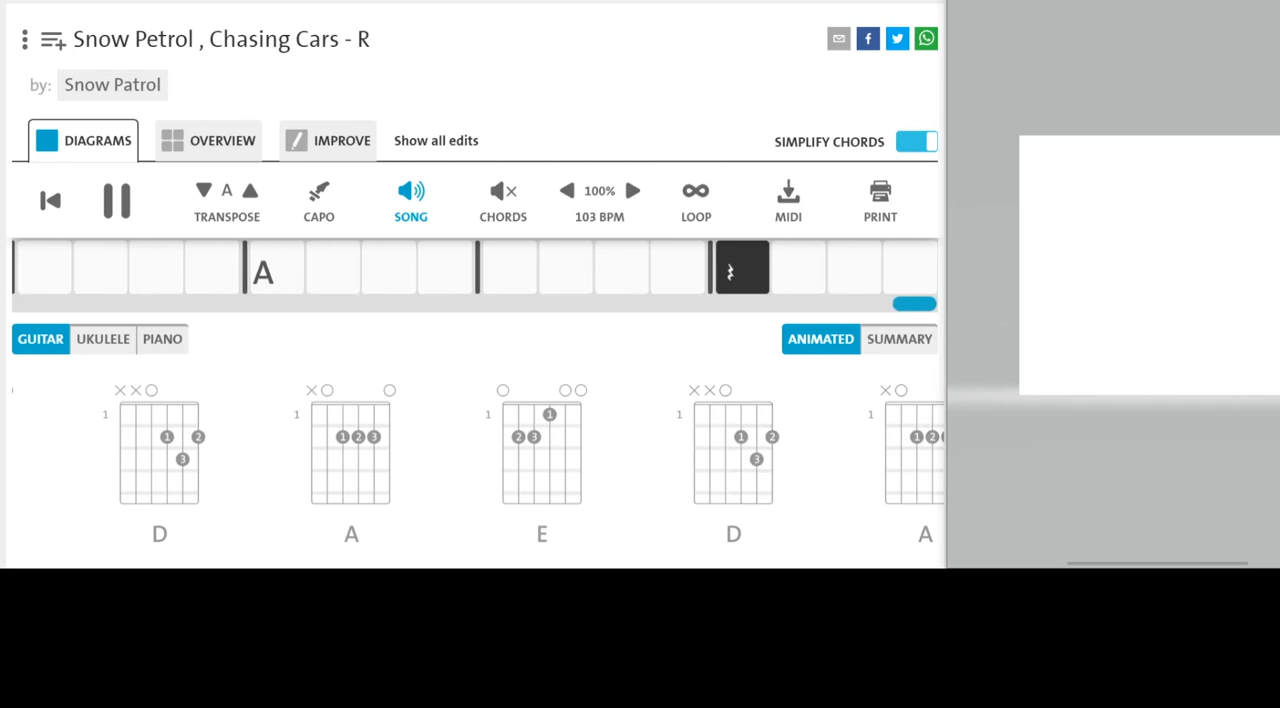 Snow Petrol , Chasing Cars - R
by: Snow Patrol
DIAGRAMS OVERVIEW IMPROVE Show all edits SIMPLIFY CHORDS
A 100%
TRANSPOSE CAPO SONG CHORDS 103 BPM LOOP MIDI PRINT
A
GUITAR UKULELE PIANO ANIMATED SUMMARY
1 1 1 1 1
1 2 3 1 2 3 1 2 3 1 2 3 1 2
D A E D A